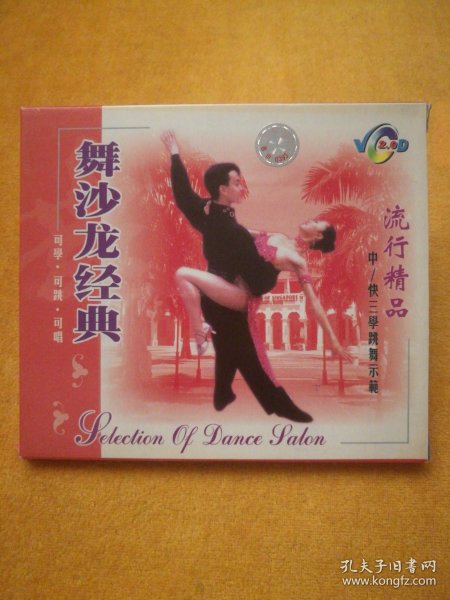 舞沙龙经典
可學·可跳·可唱
VCD 2.0
流行精品
中/快三學跳舞示範
OF SINGAPORE
Selection Of Dance Salon
孔夫子旧书网
www.kongfz.com